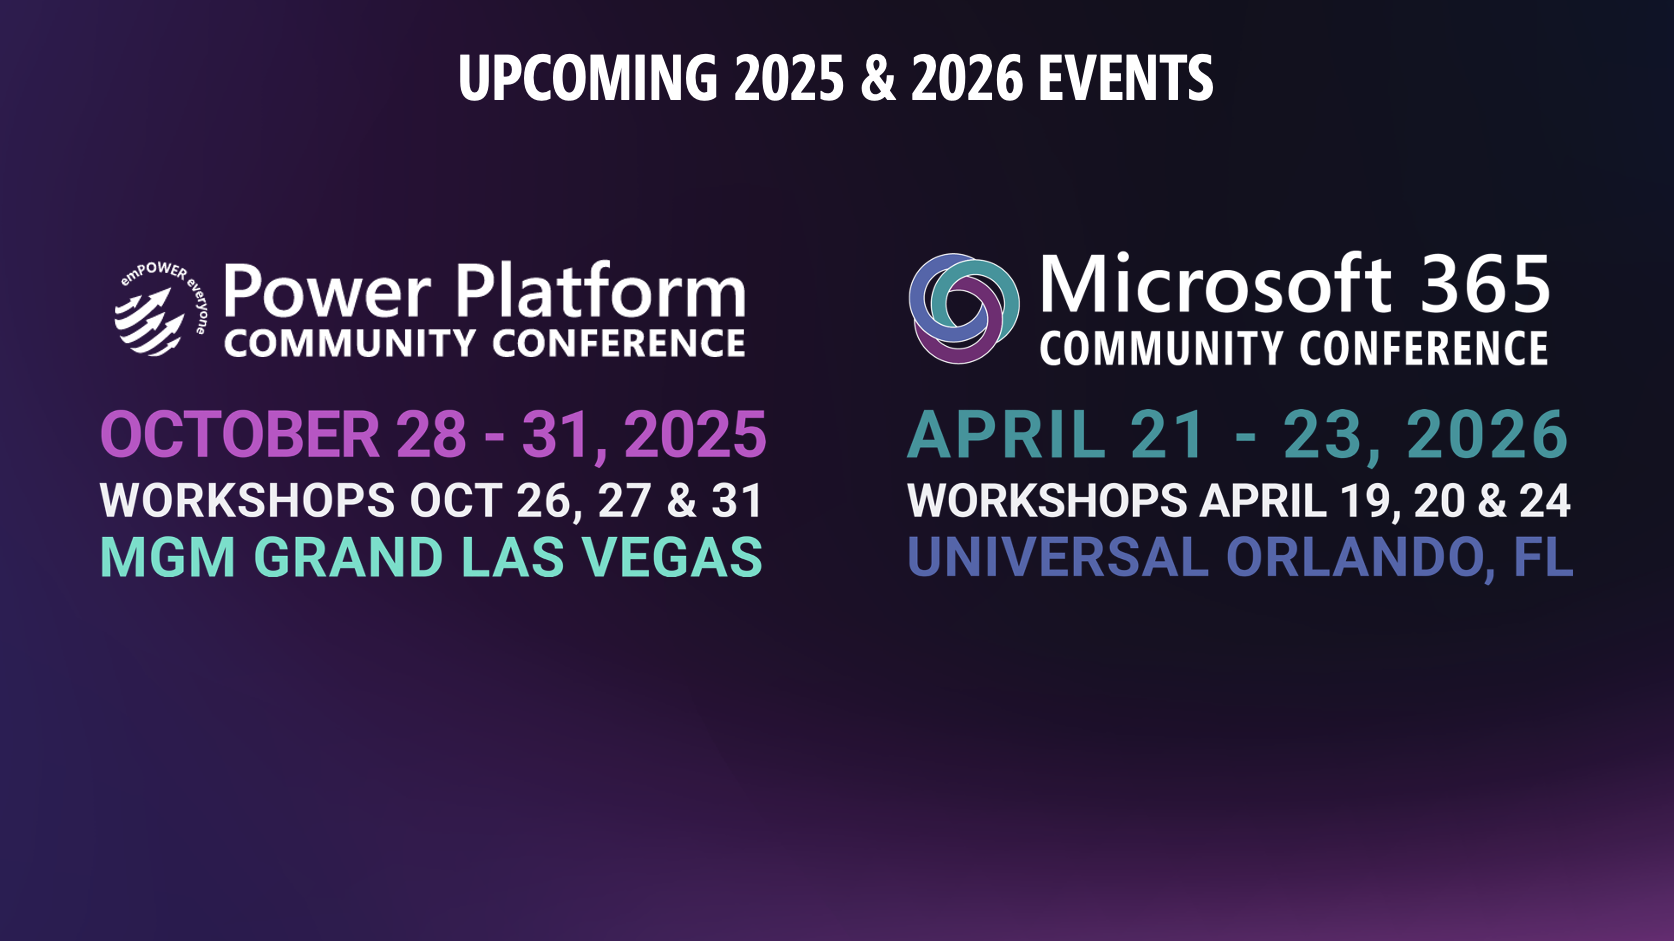 UPCOMING 2025 & 2026 EVENTS
emPOWER everyone
Power Platform
COMMUNITY CONFERENCE
OCTOBER 28 - 31, 2025
WORKSHOPS OCT 26, 27 & 31
MGM GRAND LAS VEGAS
Microsoft 365
COMMUNITY CONFERENCE
APRIL 21 - 23, 2026
WORKSHOPS APRIL 19, 20 & 24
UNIVERSAL ORLANDO, FL